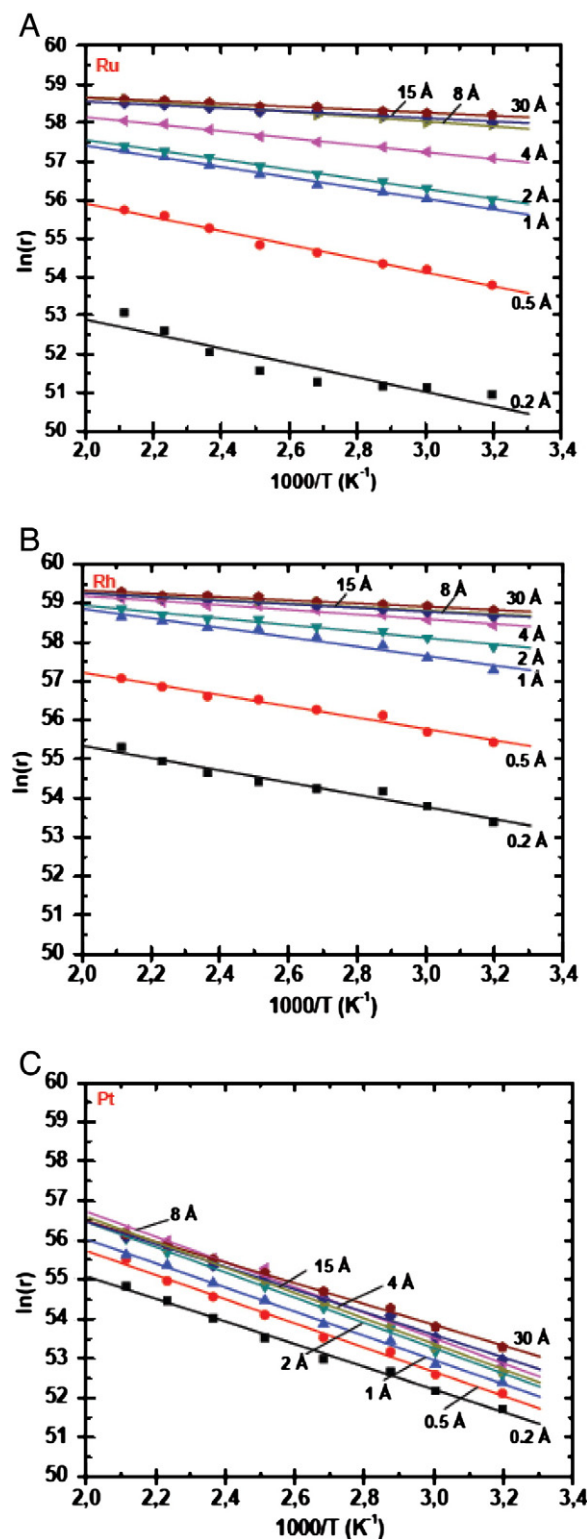 A
Ru
60
59
58
57
56
55
54
53
52
51
50
ln(r)
15 Å
8 Å
30 Å
4 Å
2 Å
1 Å
0.5 Å
0.2 Å
2,0 2,2 2,4 2,6 2,8 3,0 3,2 3,4
1000/T (K⁻¹)
B
Rh
60
59
58
57
56
55
54
53
52
51
50
ln(r)
15 Å
8 Å
30 Å
4 Å
2 Å
1 Å
0.5 Å
0.2 Å
2,0 2,2 2,4 2,6 2,8 3,0 3,2 3,4
1000/T (K⁻¹)
C
Pt
60
59
58
57
56
55
54
53
52
51
50
ln(r)
8 Å
15 Å
4 Å
30 Å
2 Å
1 Å
0.5 Å
0.2 Å
2,0 2,2 2,4 2,6 2,8 3,0 3,2 3,4
1000/T (K⁻¹)